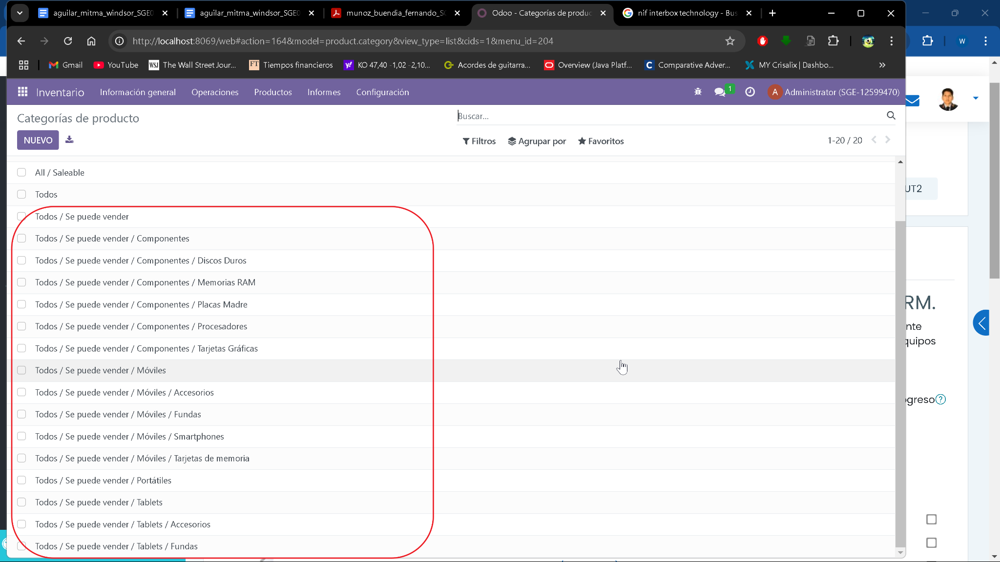 aguilar_mitma_windsor_SGE0
aguilar_mitma_windsor_SGE0
munoz_buendia_fernando_SG
Odoo - Categorías de produc
nif interbox technology - Bus
http://localhost:8069/web#action=164&model=product.category&view_type=list&cids=1&menu_id=204
W
Gmail
YouTube
WSJ The Wall Street Jour...
FT Tiempos financieros
KO 47,40 -1,02 -2,10...
Acordes de guitarra...
Overview (Java Platf...
C Comparative Adver...
MY Crisalix | Dashbo...
Inventario Información general Operaciones Productos Informes Configuración
1
A Administrator (SGE-12599470)
Categorías de producto
Buscar...
NUEVO
Filtros Agrupar por Favoritos
1-20 / 20
All / Saleable
Todos
Todos / Se puede vender
Todos / Se puede vender / Componentes
Todos / Se puede vender / Componentes / Discos Duros
Todos / Se puede vender / Componentes / Memorias RAM
Todos / Se puede vender / Componentes / Placas Madre
Todos / Se puede vender / Componentes / Procesadores
Todos / Se puede vender / Componentes / Tarjetas Gráficas
Todos / Se puede vender / Móviles
Todos / Se puede vender / Móviles / Accesorios
Todos / Se puede vender / Móviles / Fundas
Todos / Se puede vender / Móviles / Smartphones
Todos / Se puede vender / Móviles / Tarjetas de memoria
Todos / Se puede vender / Portátiles
Todos / Se puede vender / Tablets
Todos / Se puede vender / Tablets / Accesorios
Todos / Se puede vender / Tablets / Fundas
UT2
RM.
nte
quipos
ogreso